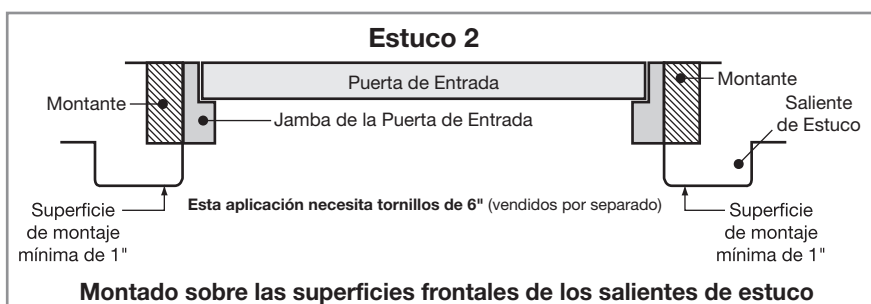 Estuco 2
Puerta de Entrada
Montante
Montante
Jamba de la Puerta de Entrada
Saliente
de Estuco
Esta aplicación necesita tornillos de 6" (vendidos por separado)
Superficie
de montaje
mínima de 1"
Superficie
de montaje
mínima de 1"
Montado sobre las superficies frontales de los salientes de estuco